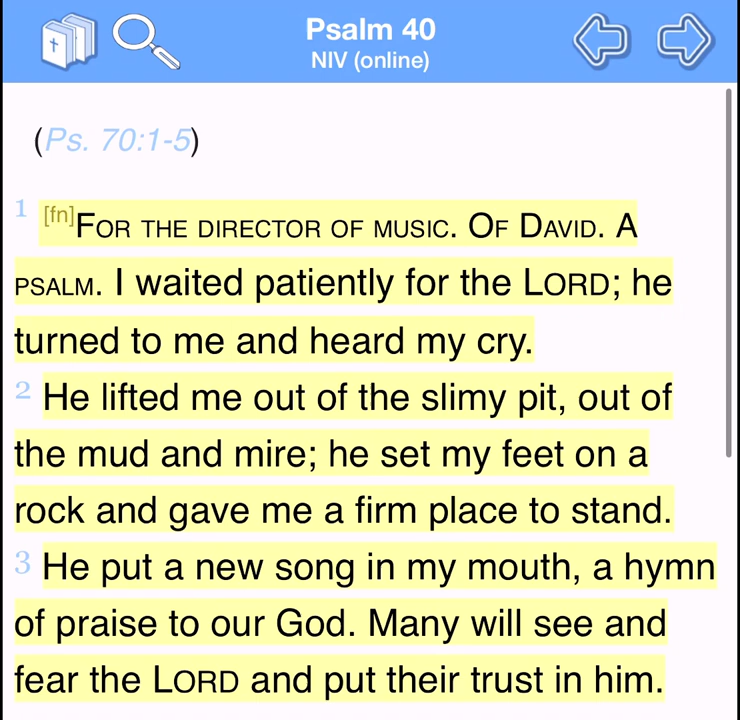 Psalm 40
NIV (online)
(Ps. 70:1-5)
1 [fn]FOR THE DIRECTOR OF MUSIC. OF DAVID. A
PSALM. I waited patiently for the LORD; he
turned to me and heard my cry.
2 He lifted me out of the slimy pit, out of
the mud and mire; he set my feet on a
rock and gave me a firm place to stand.
3 He put a new song in my mouth, a hymn
of praise to our God. Many will see and
fear the LORD and put their trust in him.